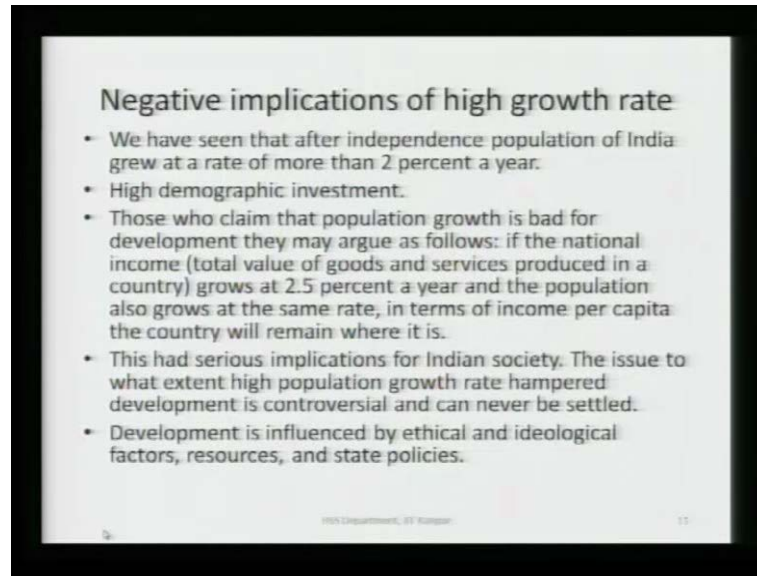 Negative implications of high growth rate
• We have seen that after independence population of India
grew at a rate of more than 2 percent a year.
• High demographic investment.
• Those who claim that population growth is bad for
development they may argue as follows: if the national
income (total value of goods and services produced in a
country) grows at 2.5 percent a year and the population
also grows at the same rate, in terms of income per capita
the country will remain where it is.
• This had serious implications for Indian society. The issue to
what extent high population growth rate hampered
development is controversial and can never be settled.
• Development is influenced by ethical and ideological
factors, resources, and state policies.
HSS Department, IIT Kanpur